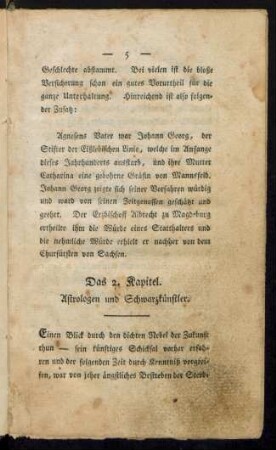 — 5 —
Geschlechte abstammt. Bei vielen ist die bloße
Versicherung schon ein gutes Vorurtheil für die
ganze Unterhaltung. Hinreichend ist also folgen-
der Zusatz:
Agnesens Vater war Johann Georg, der
Stifter der Eislebischen Linie, welche im Anfange
dieses Jahrhunderts ausstarb, und ihre Mutter
Catharina eine gebohrne Gräfin von Mannsfeld.
Johann Georg zeigte sich seiner Vorfahren würdig
und ward von seinen Zeitgenossen geschätzt und
geehrt. Der Erzbischoff Albrecht zu Magdeburg
ertheilte ihm die Würde eines Statthalters und
die nehmliche Würde erhielt er nachher von dem
Churfürsten von Sachsen.
Das 2. Kapitel.
Astrologen und Schwarzkünstler.
Einen Blick durch den dichten Nebel der Zukunft
thun — sein künftiges Schicksal vorher erfah-
ren und der folgenden Zeit durch Kenntniß vorgrei-
fen, war von jeher ängstliches Bestreben der Sterb-